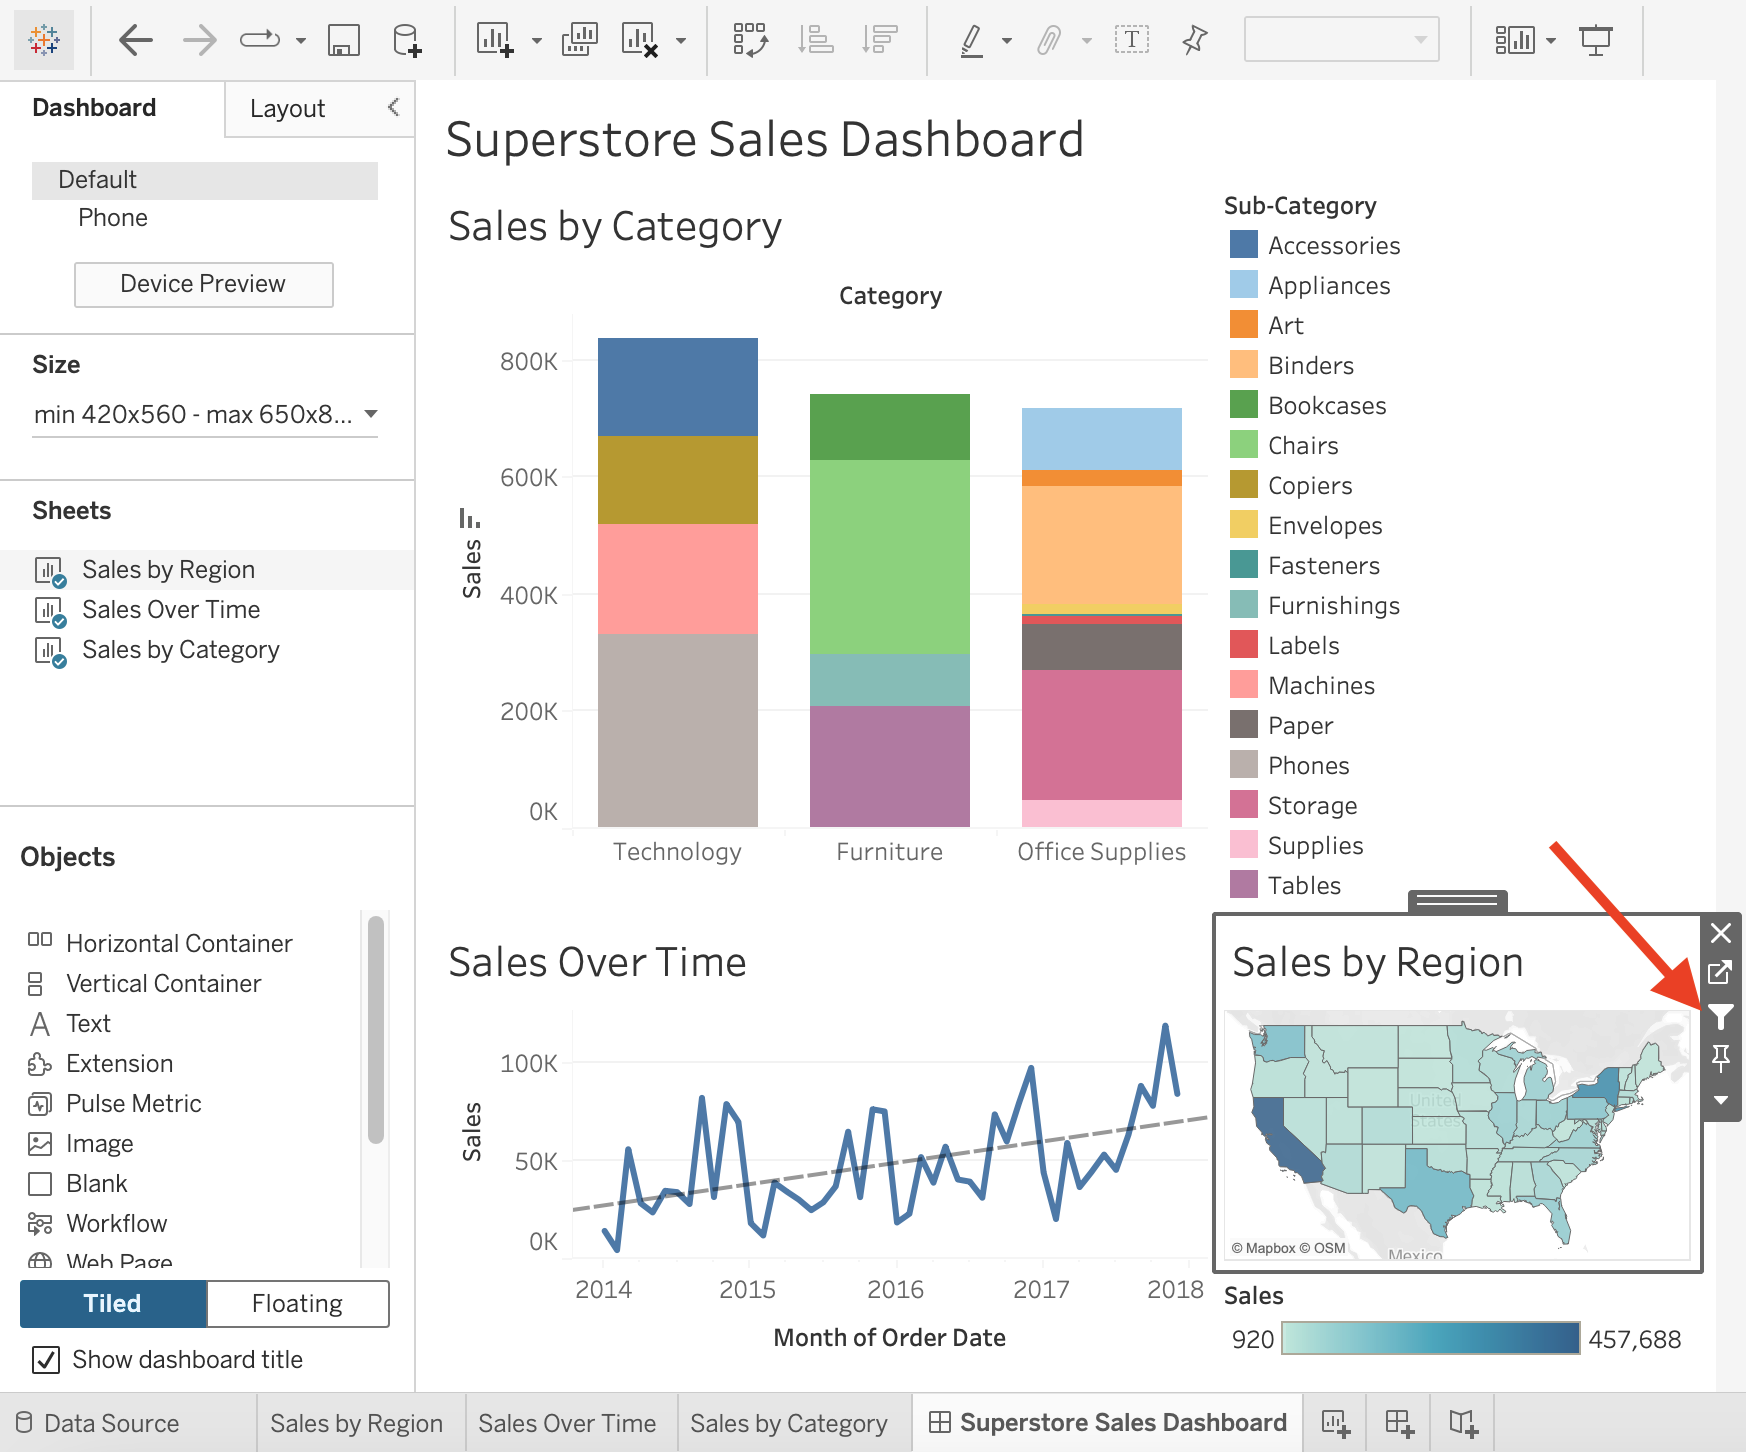 Dashboard
Layout
Default
Phone
Device Preview
Size
min 420x560 - max 650x8...
Sheets
Sales by Region
Sales Over Time
Sales by Category
Objects
Horizontal Container
Vertical Container
Text
Extension
Pulse Metric
Image
Blank
Workflow
Web Page
Tiled
Floating
Show dashboard title
T
Superstore Sales Dashboard
Sales by Category
Category
800K
600K
400K
200K
0K
Sales
Technology
Furniture
Office Supplies
Sub-Category
Accessories
Appliances
Art
Binders
Bookcases
Chairs
Copiers
Envelopes
Fasteners
Furnishings
Labels
Machines
Paper
Phones
Storage
Supplies
Tables
Sales Over Time
100K
50K
0K
Sales
2014
2015
2016
2017
2018
Month of Order Date
Sales by Region
United
States
Mexico
© Mapbox © OSM
Sales
920
457,688
Data Source
Sales by Region
Sales Over Time
Sales by Category
Superstore Sales Dashboard